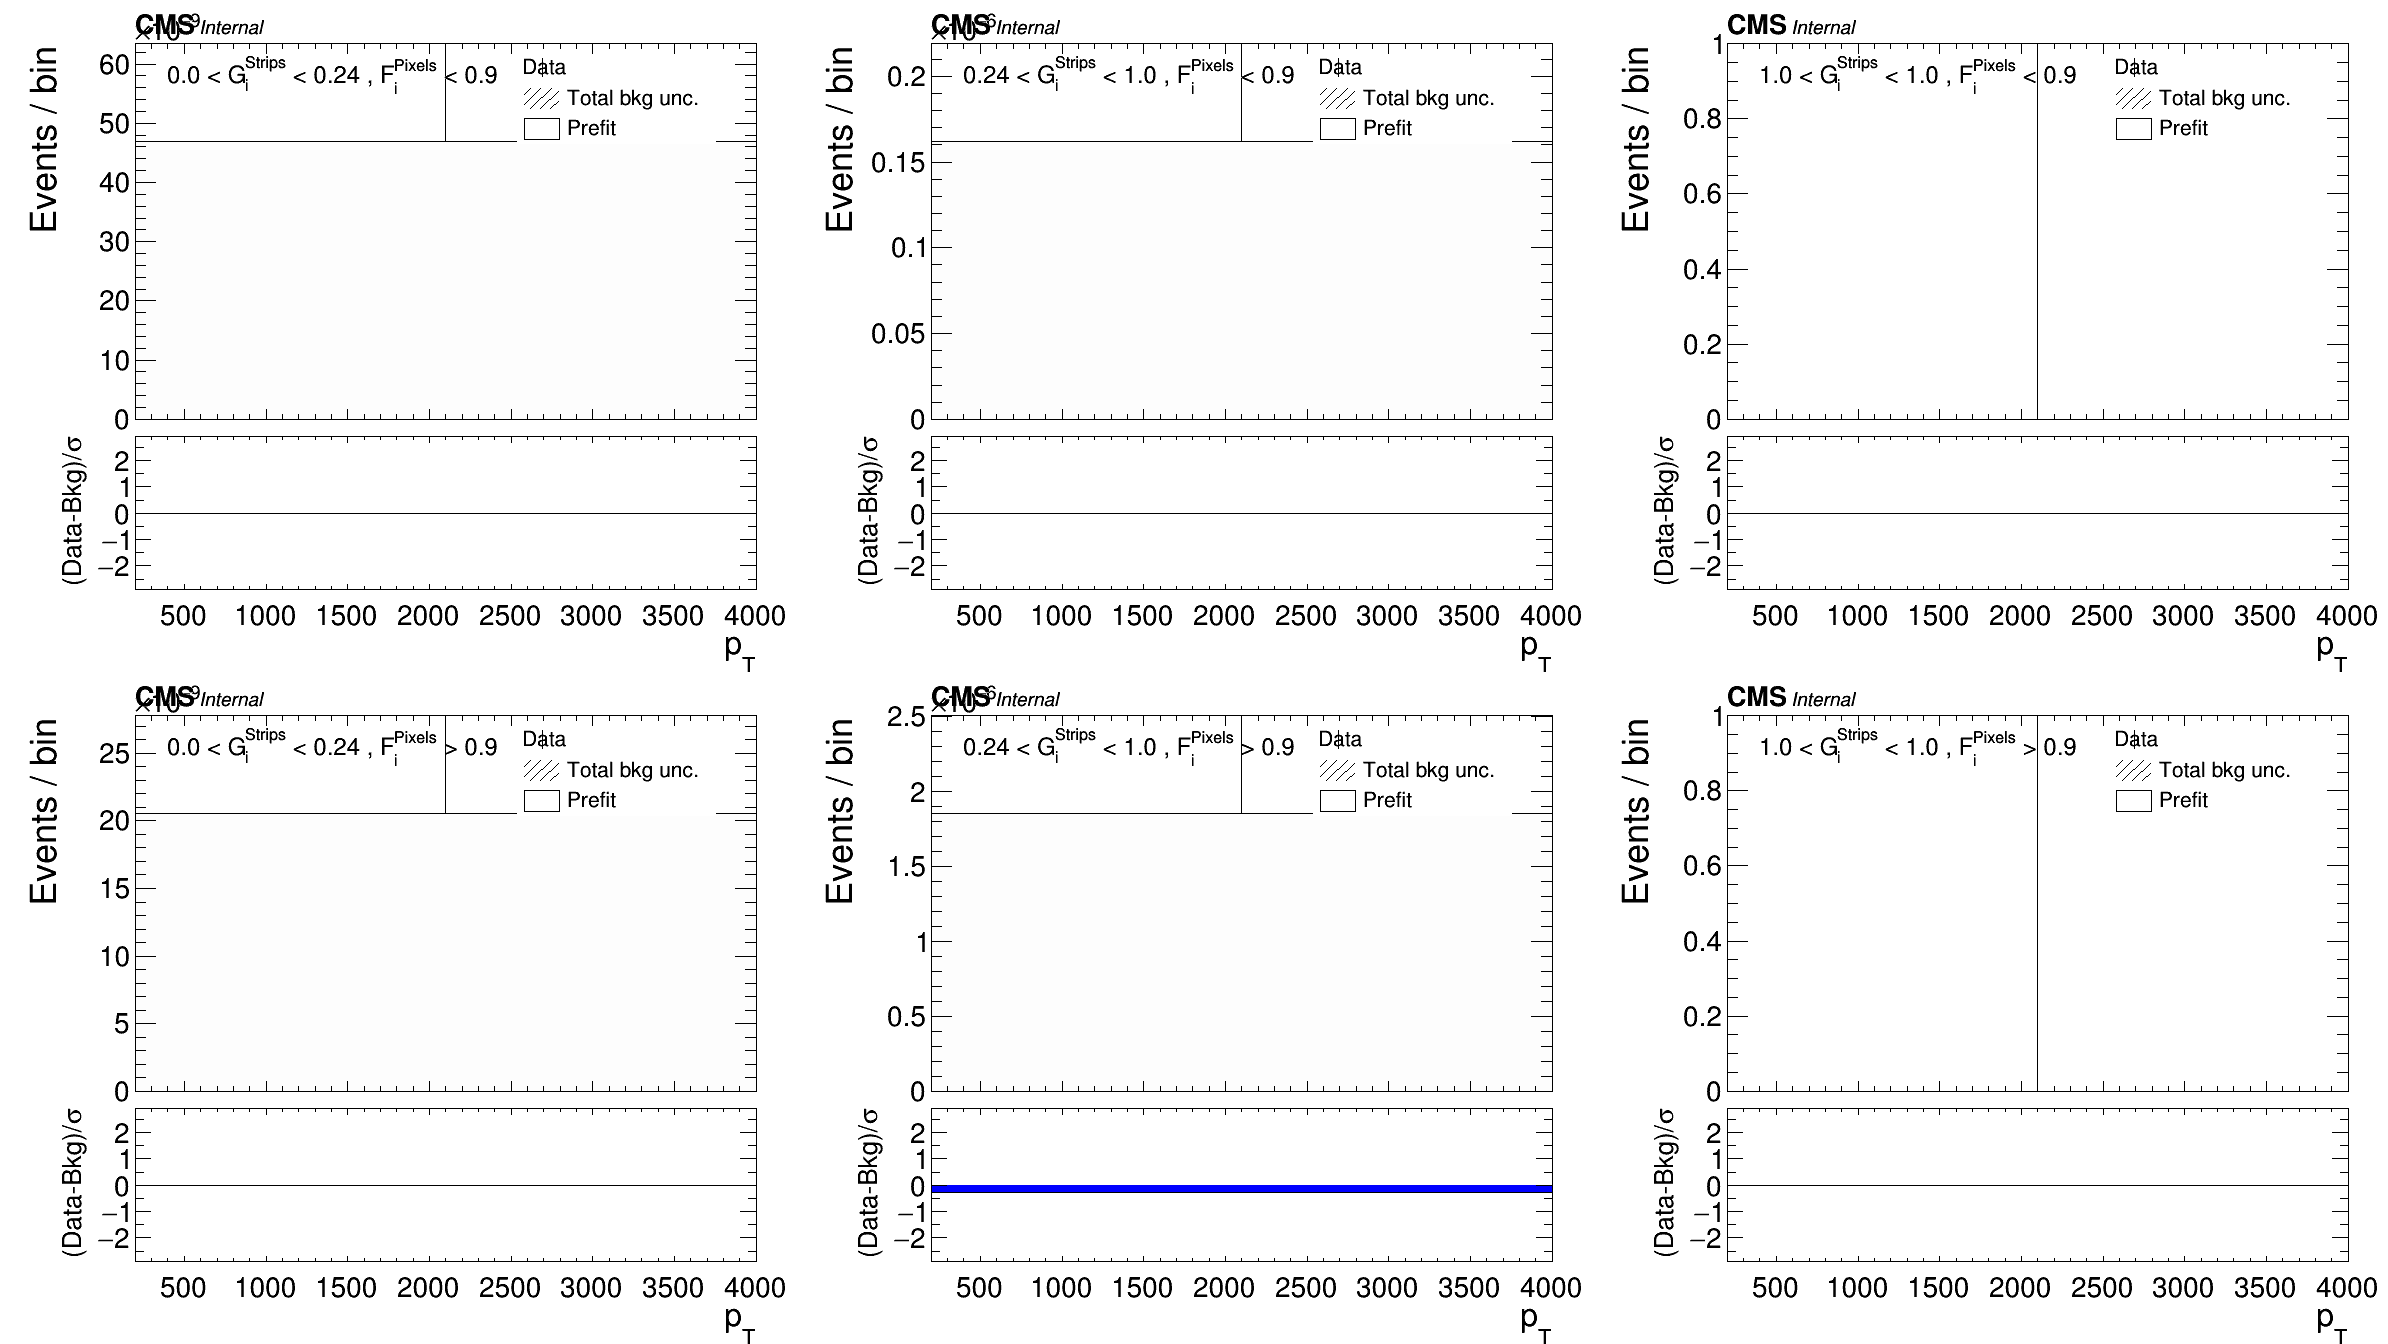 CMS Internal
×10^9
Events / bin
60
50
40
30
20
10
0
0.0 < G_i^Strips < 0.24 , F_i^Pixels < 0.9
Data
Total bkg unc.
Prefit
(Data-Bkg)/σ
2
1
0
−1
−2
500 1000 1500 2000 2500 3000 3500 4000
p_T
CMS Internal
×10^6
Events / bin
0.2
0.15
0.1
0.05
0
0.24 < G_i^Strips < 1.0 , F_i^Pixels < 0.9
Data
Total bkg unc.
Prefit
(Data-Bkg)/σ
2
1
0
−1
−2
500 1000 1500 2000 2500 3000 3500 4000
p_T
CMS Internal
Events / bin
1
0.8
0.6
0.4
0.2
0
1.0 < G_i^Strips < 1.0 , F_i^Pixels < 0.9
Data
Total bkg unc.
Prefit
(Data-Bkg)/σ
2
1
0
−1
−2
500 1000 1500 2000 2500 3000 3500 4000
p_T
CMS Internal
×10^9
Events / bin
25
20
15
10
5
0
0.0 < G_i^Strips < 0.24 , F_i^Pixels > 0.9
Data
Total bkg unc.
Prefit
(Data-Bkg)/σ
2
1
0
−1
−2
500 1000 1500 2000 2500 3000 3500 4000
p_T
CMS Internal
×10^6
Events / bin
2.5
2
1.5
1
0.5
0
0.24 < G_i^Strips < 1.0 , F_i^Pixels > 0.9
Data
Total bkg unc.
Prefit
(Data-Bkg)/σ
2
1
0
−1
−2
500 1000 1500 2000 2500 3000 3500 4000
p_T
CMS Internal
Events / bin
1
0.8
0.6
0.4
0.2
0
1.0 < G_i^Strips < 1.0 , F_i^Pixels > 0.9
Data
Total bkg unc.
Prefit
(Data-Bkg)/σ
2
1
0
−1
−2
500 1000 1500 2000 2500 3000 3500 4000
p_T